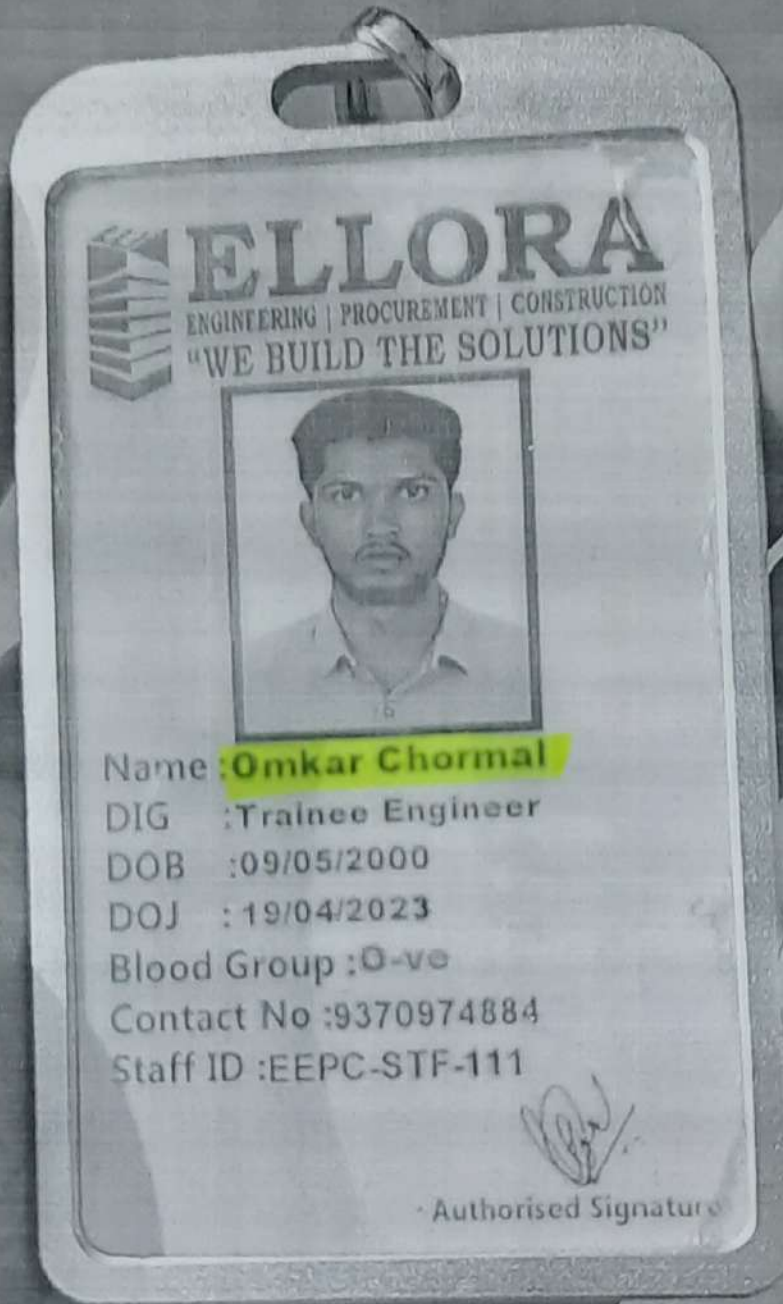 ELLORA
ENGINEERING | PROCUREMENT | CONSTRUCTION
"WE BUILD THE SOLUTIONS"
Name :Omkar Chormal
DIG :Trainee Engineer
DOB :09/05/2000
DOJ : 19/04/2023
Blood Group :O-ve
Contact No :9370974884
Staff ID :EEPC-STF-111
Authorised Signature